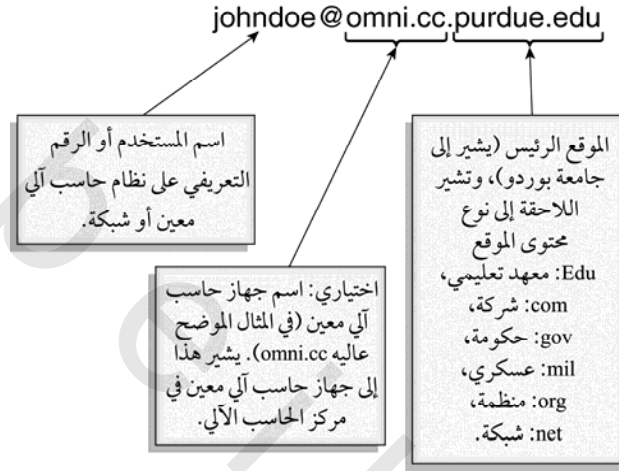 johndoe@omni.cc.purdue.edu
اسم المستخدم أو الرقم
التعريفي على نظام حاسب آلي
معين أو شبكة.
اختياري: اسم جهاز حاسب
آلي معين (في المثال الموضح
عاليه omni.cc). يشير هذا
إلى جهاز حاسب آلي معين في
مركز الحاسب الآلي.
الموقع الرئيس (يشير إلى
جامعة بوردو)، وتشير
اللاحقة إلى نوع
محتوى الموقع
Edu: معهد تعليمي،
com: شركة،
gov: حكومة،
mil: عسكري،
org: منظمة،
net: شبكة.